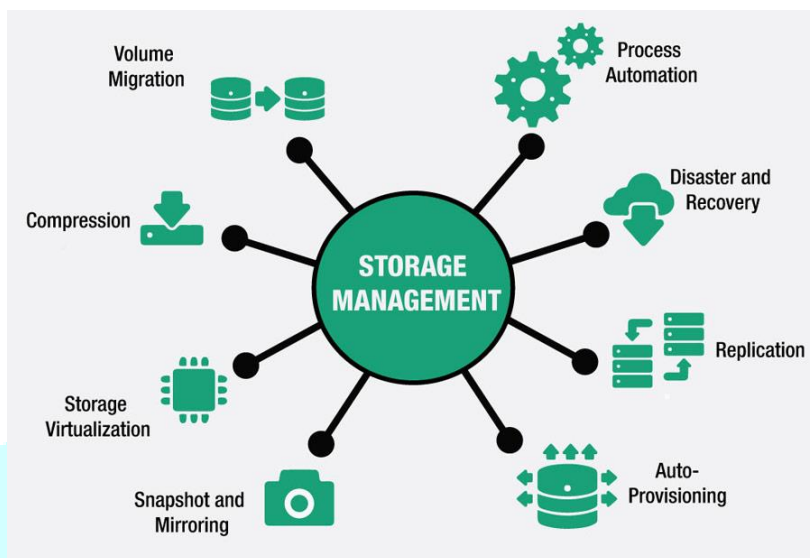 Volume
Migration
Process
Automation
Compression
Disaster and
Recovery
STORAGE
MANAGEMENT
Replication
Storage
Virtualization
Auto-
Provisioning
Snapshot and
Mirroring